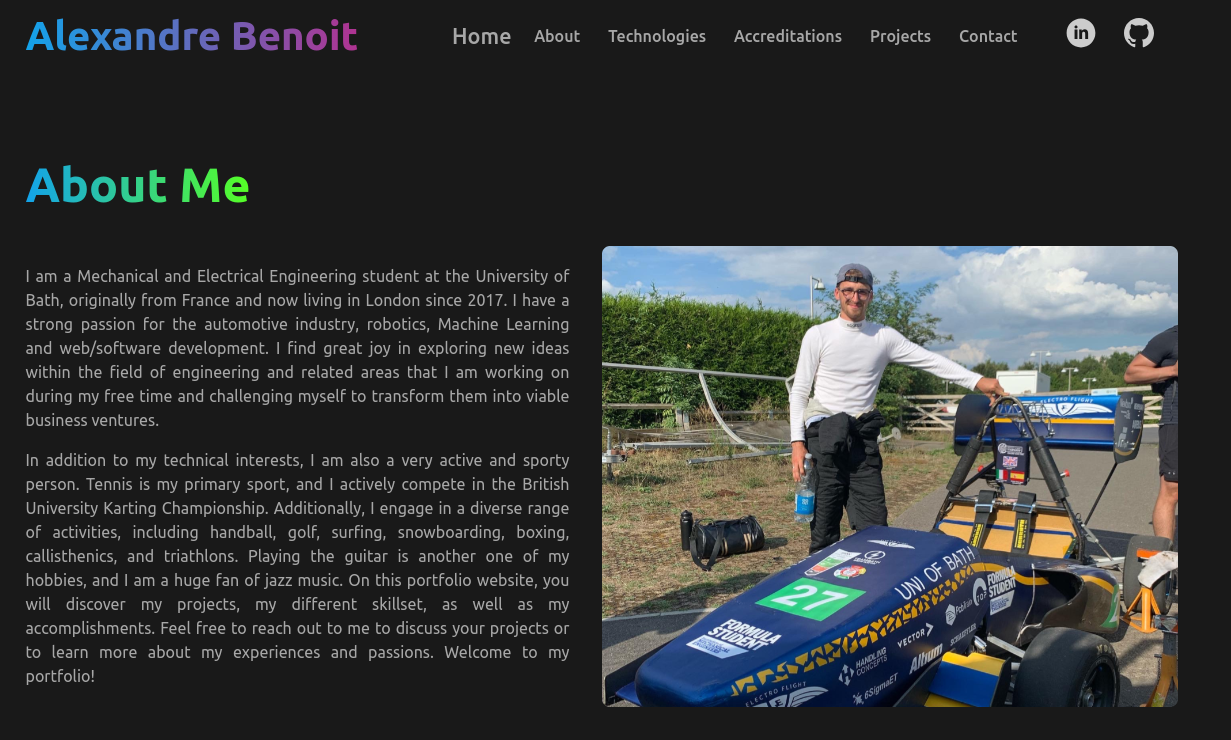 Alexandre Benoit
Home About Technologies Accreditations Projects Contact
in
About Me
I am a Mechanical and Electrical Engineering student at the University of
Bath, originally from France and now living in London since 2017. I have a
strong passion for the automotive industry, robotics, Machine Learning
and web/software development. I find great joy in exploring new ideas
within the field of engineering and related areas that I am working on
during my free time and challenging myself to transform them into viable
business ventures.
In addition to my technical interests, I am also a very active and sporty
person. Tennis is my primary sport, and I actively compete in the British
University Karting Championship. Additionally, I engage in a diverse range
of activities, including handball, golf, surfing, snowboarding, boxing,
callisthenics, and triathlons. Playing the guitar is another one of my
hobbies, and I am a huge fan of jazz music. On this portfolio website, you
will discover my projects, my different skillset, as well as my
accomplishments. Feel free to reach out to me to discuss your projects or
to learn more about my experiences and passions. Welcome to my
portfolio!
ELECTRO FLIGHT
UNI OF BATH
27
FORMULA
STUDENT
FORMULA
STUDENT
VECTOR
HANDLING
CONCEPTS
Altium
6SigmaET
ELECTRO FLIGHT